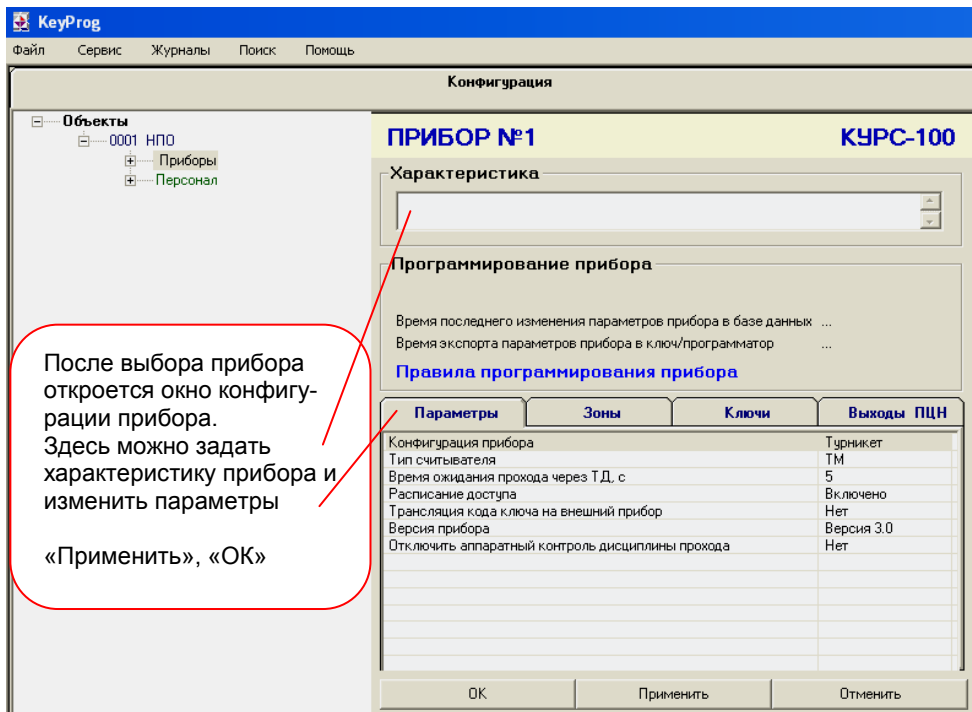 KeyProg
Файл Сервис Журналы Поиск Помощь
Конфигурация
Объекты
0001 НПО
Приборы
Персонал
ПРИБОР №1 КУРС-100
Характеристика
Программирование прибора
Время последнего изменения параметров прибора в базе данных ...
Время экспорта параметров прибора в ключ/программатор ...
Правила программирования прибора
После выбора прибора
откроется окно конфигу-
рации прибора.
Здесь можно задать
характеристику прибора и
изменить параметры
«Применить», «ОК»
Параметры Зоны Ключи Выходы ПЦН
Конфигурация прибора Турникет
Тип считывателя ТМ
Время ожидания прохода через ТД, с 5
Расписание доступа Включено
Трансляция кода ключа на внешний прибор Нет
Версия прибора Версия 3.0
Отключить аппаратный контроль дисциплины прохода Нет
ОК Применить Отменить